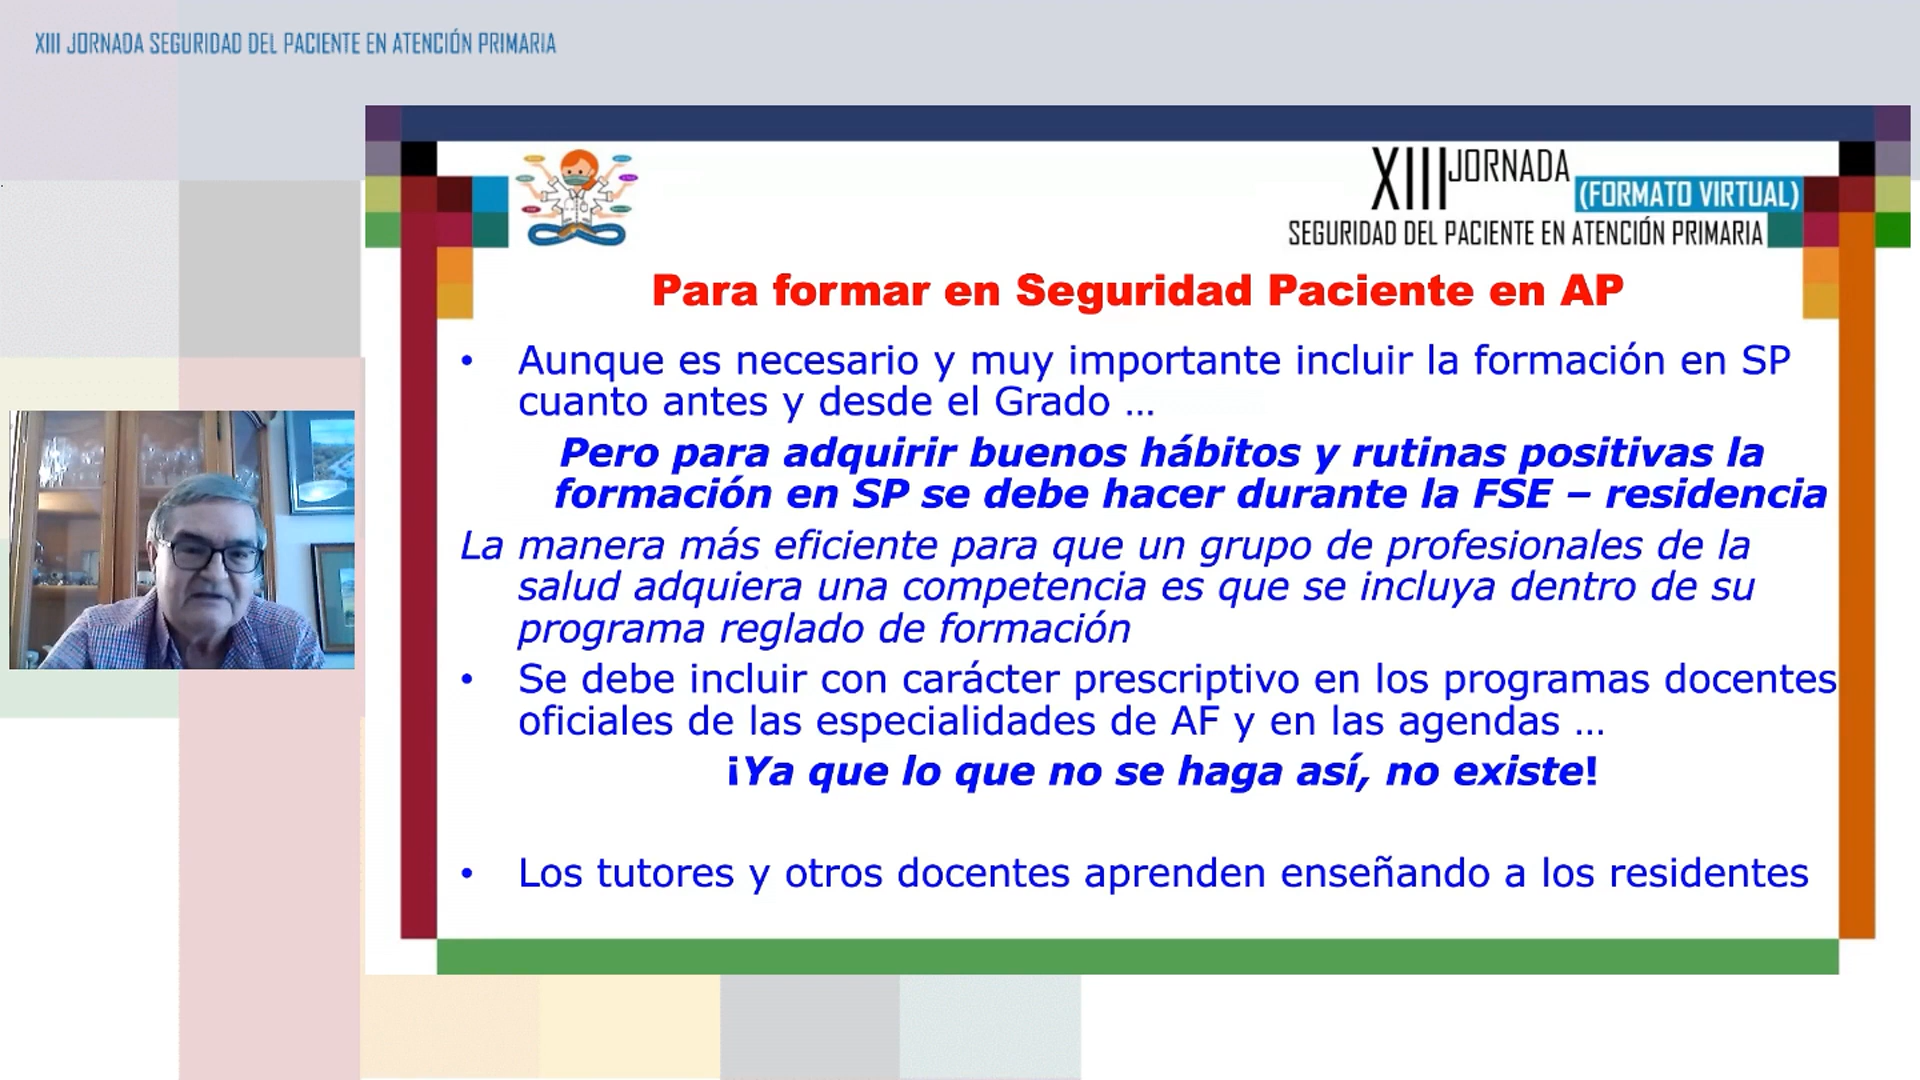 XIII JORNADA SEGURIDAD DEL PACIENTE EN ATENCIÓN PRIMARIA
XIII JORNADA
(FORMATO VIRTUAL)
SEGURIDAD DEL PACIENTE EN ATENCIÓN PRIMARIA
Para formar en Seguridad Paciente en AP
• Aunque es necesario y muy importante incluir la formación en SP
cuanto antes y desde el Grado ...
Pero para adquirir buenos hábitos y rutinas positivas la
formación en SP se debe hacer durante la FSE – residencia
La manera más eficiente para que un grupo de profesionales de la
salud adquiera una competencia es que se incluya dentro de su
programa reglado de formación
• Se debe incluir con carácter prescriptivo en los programas docentes
oficiales de las especialidades de AF y en las agendas ...
¡Ya que lo que no se haga así, no existe!
• Los tutores y otros docentes aprenden enseñando a los residentes